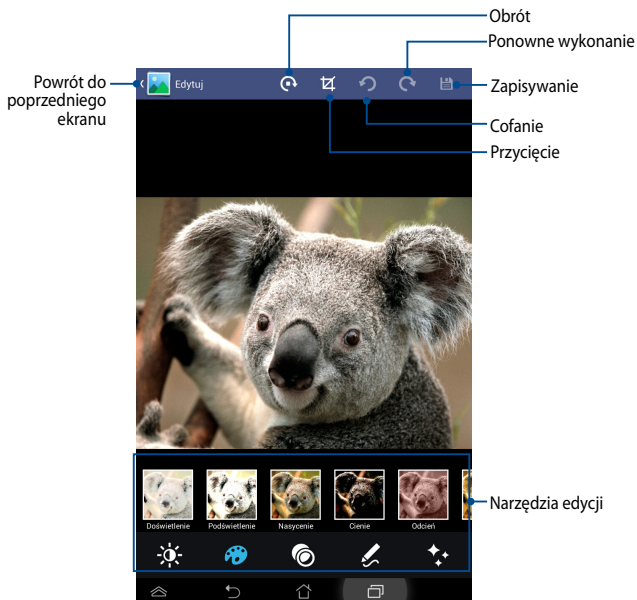 Obrót
Ponowne wykonanie
Powrót do
poprzedniego
ekranu
Edytuj
Zapisywanie
Cofanie
Przycięcie
Doświetlenie
Podświetlenie
Nasycenie
Cienie
Odcień
Narzędzia edycji